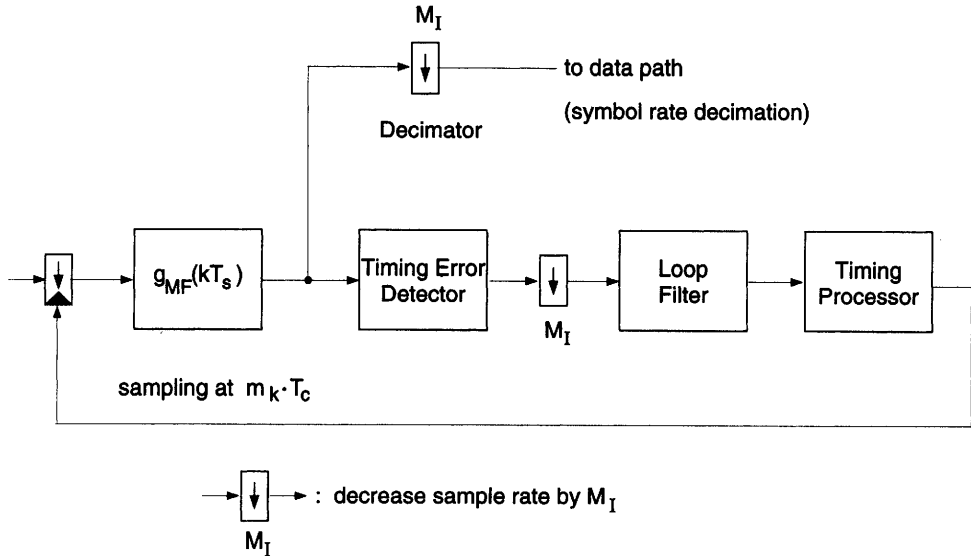 M_I
to data path
(symbol rate decimation)
Decimator
g_MF(kT_s)
Timing Error
Detector
M_I
Loop
Filter
Timing
Processor
sampling at m_k·T_c
: decrease sample rate by M_I
M_I